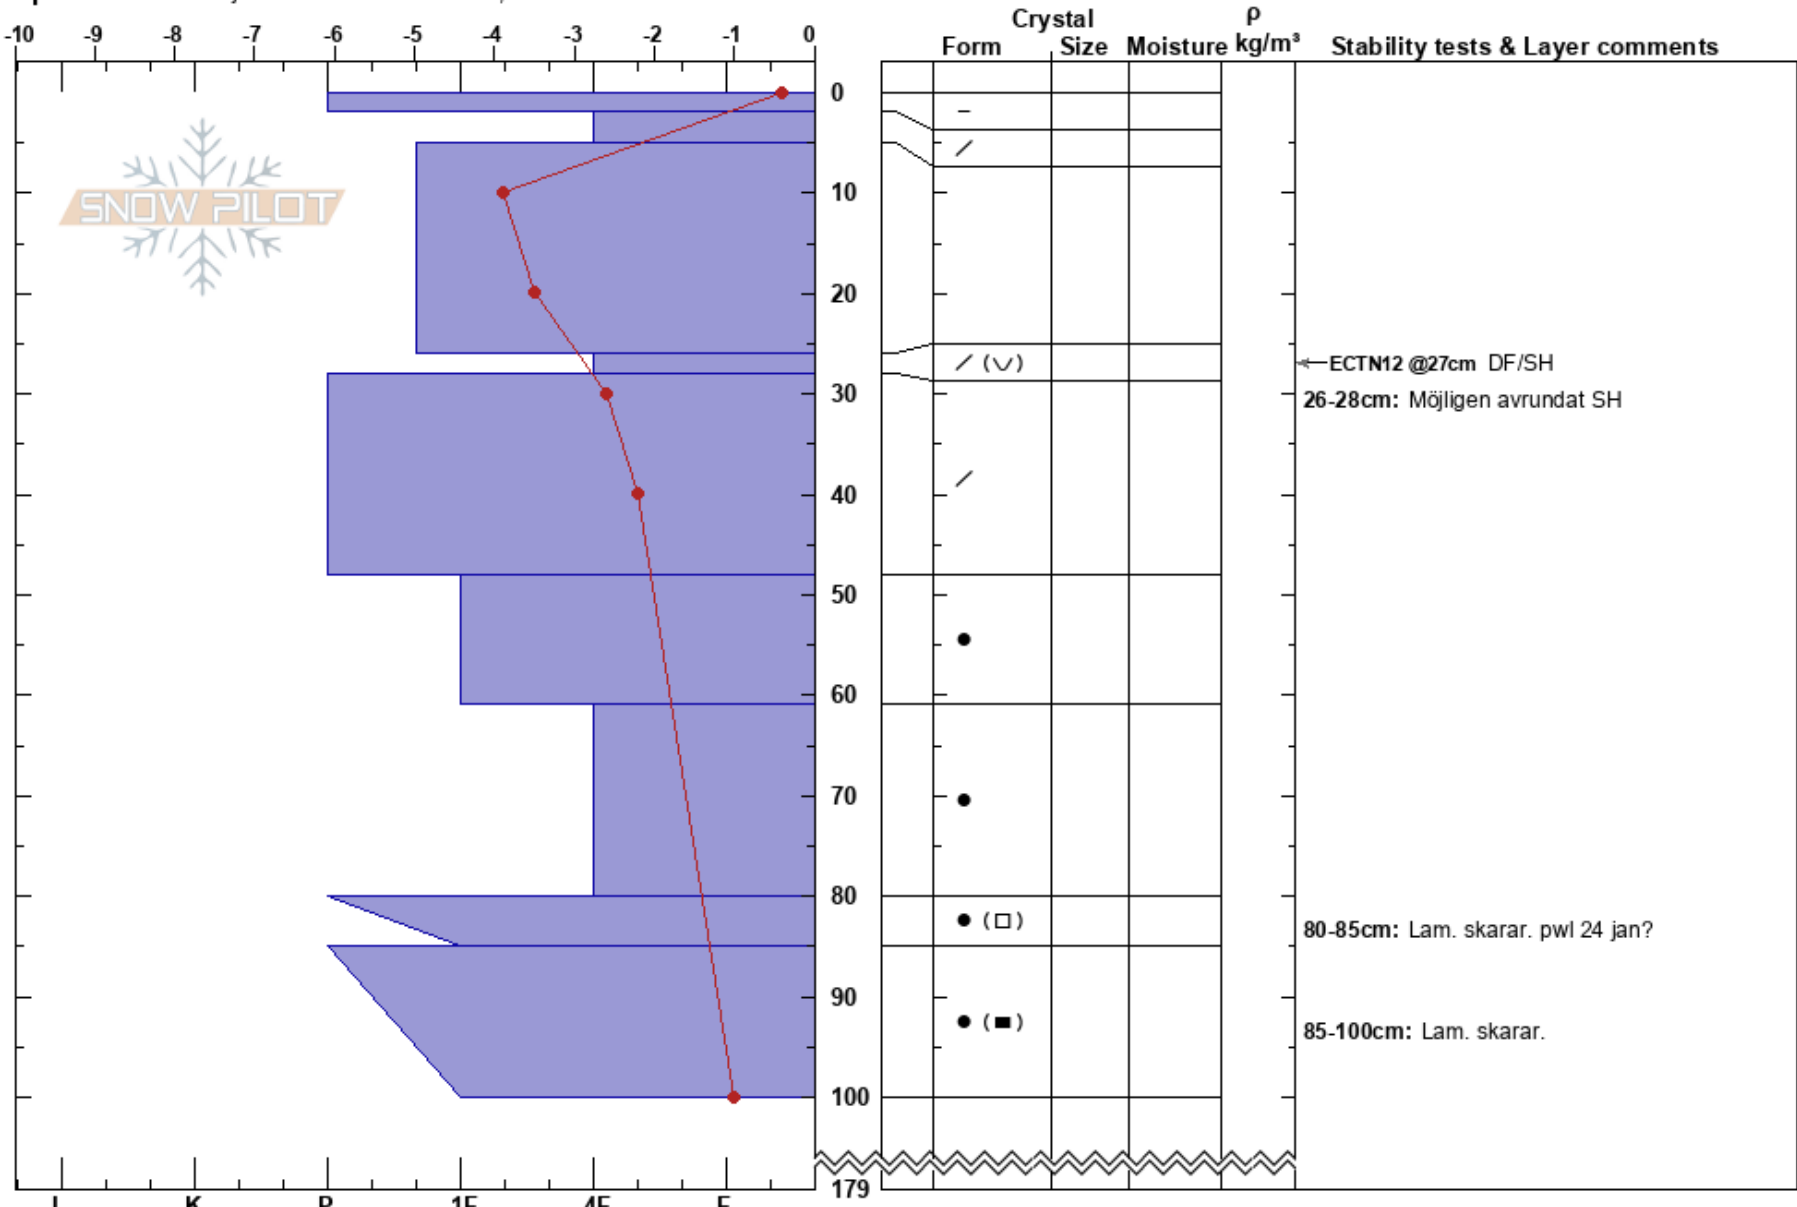 Crystal ρ
-10 -9 -8 -7 -6 -5 -4 -3 -2 -1 0 Form Size Moisture kg/m³ Stability tests & Layer comments
0
SNOW PILOT
10
20
ECTN12 @27cm DF/SH
30 26-28cm: Möjligen avrundat SH
40
50
60
70
80
80-85cm: Lam. skarar. pwl 24 jan?
90
85-100cm: Lam. skarar.
100
179
I K P 1F 4F F